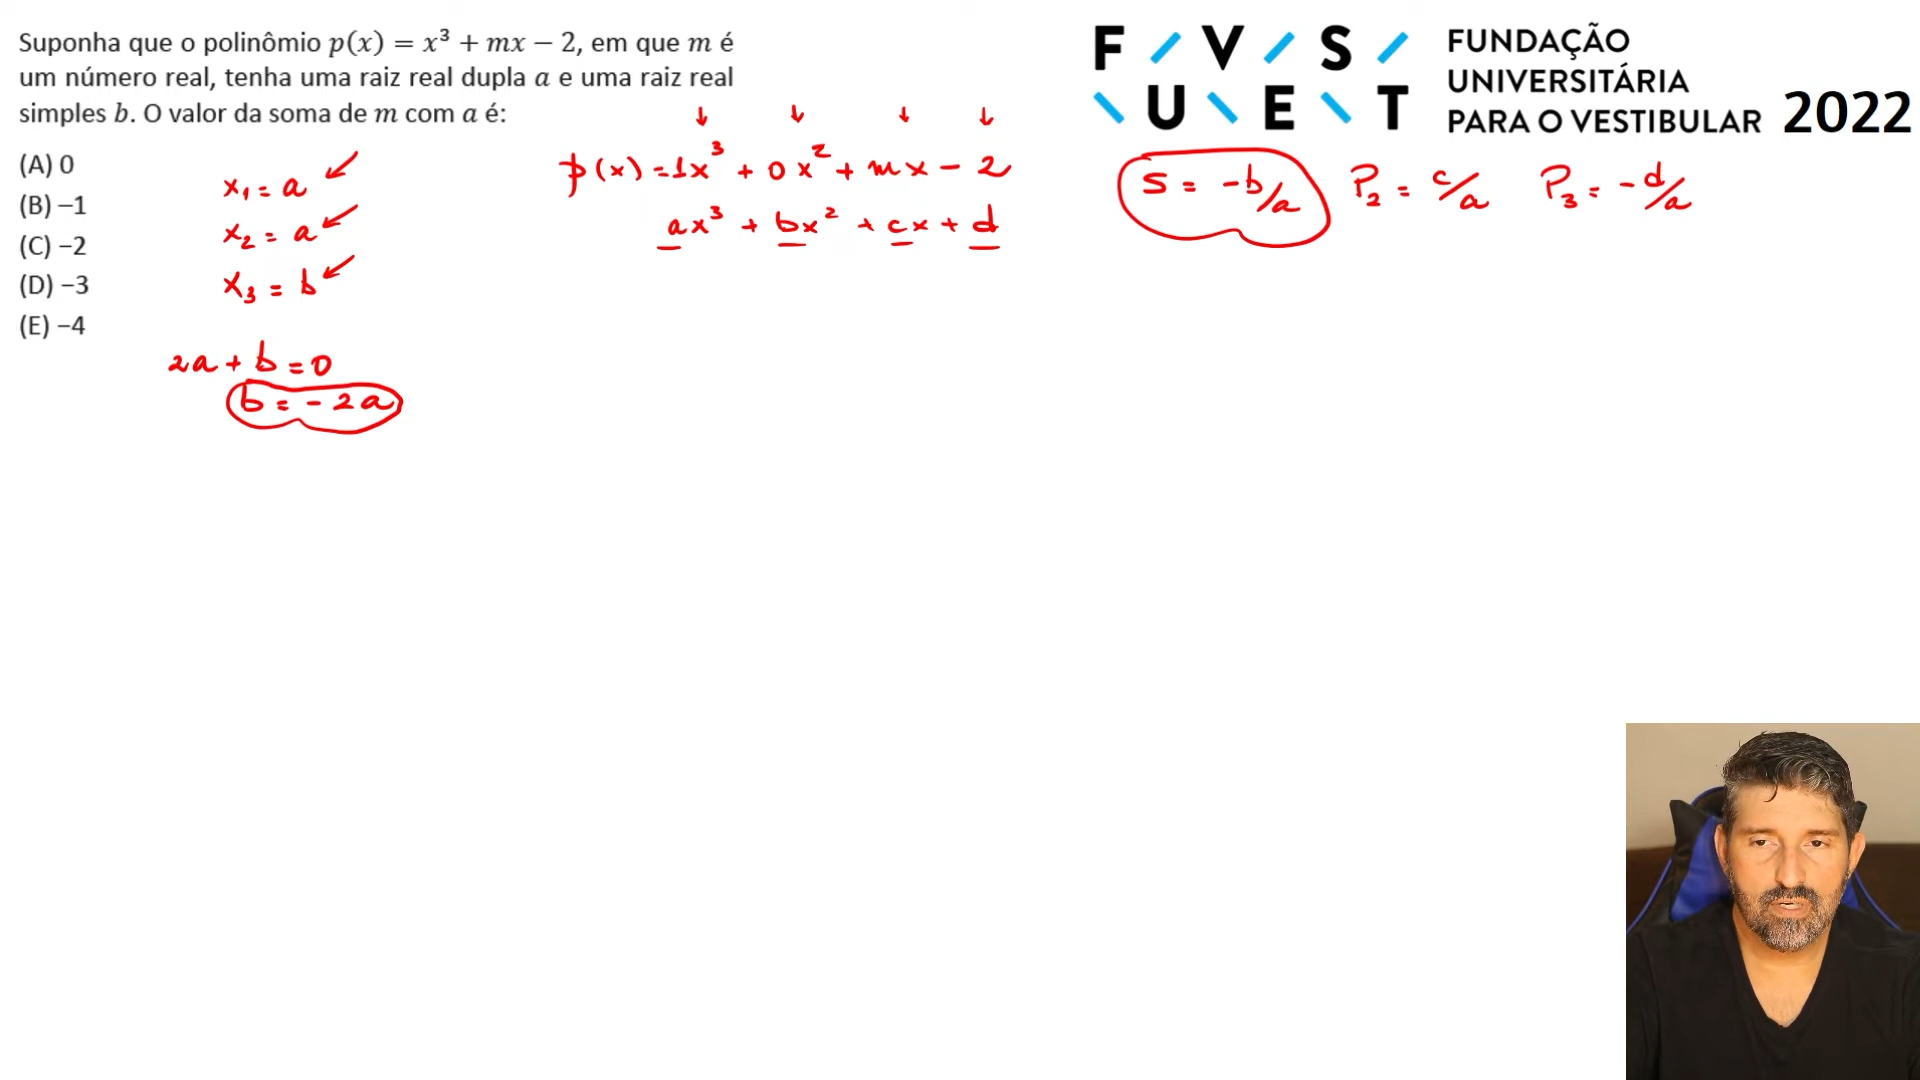 Suponha que o polinômio p(x) = x³ + mx − 2, em que m é
um número real, tenha uma raiz real dupla a e uma raiz real
simples b. O valor da soma de m com a é:
(A) 0
(B) −1
(C) −2
(D) −3
(E) −4
x₁ = a
x₂ = a
x₃ = b
2a + b = 0
b = −2a
p(x) = 1x³ + 0x² + mx − 2
ax³ + bx² + cx + d
F/V/S/
\U\E\T
FUNDAÇÃO
UNIVERSITÁRIA
PARA O VESTIBULAR 2022
S = −b/a P₂ = c/a P₃ = −d/a